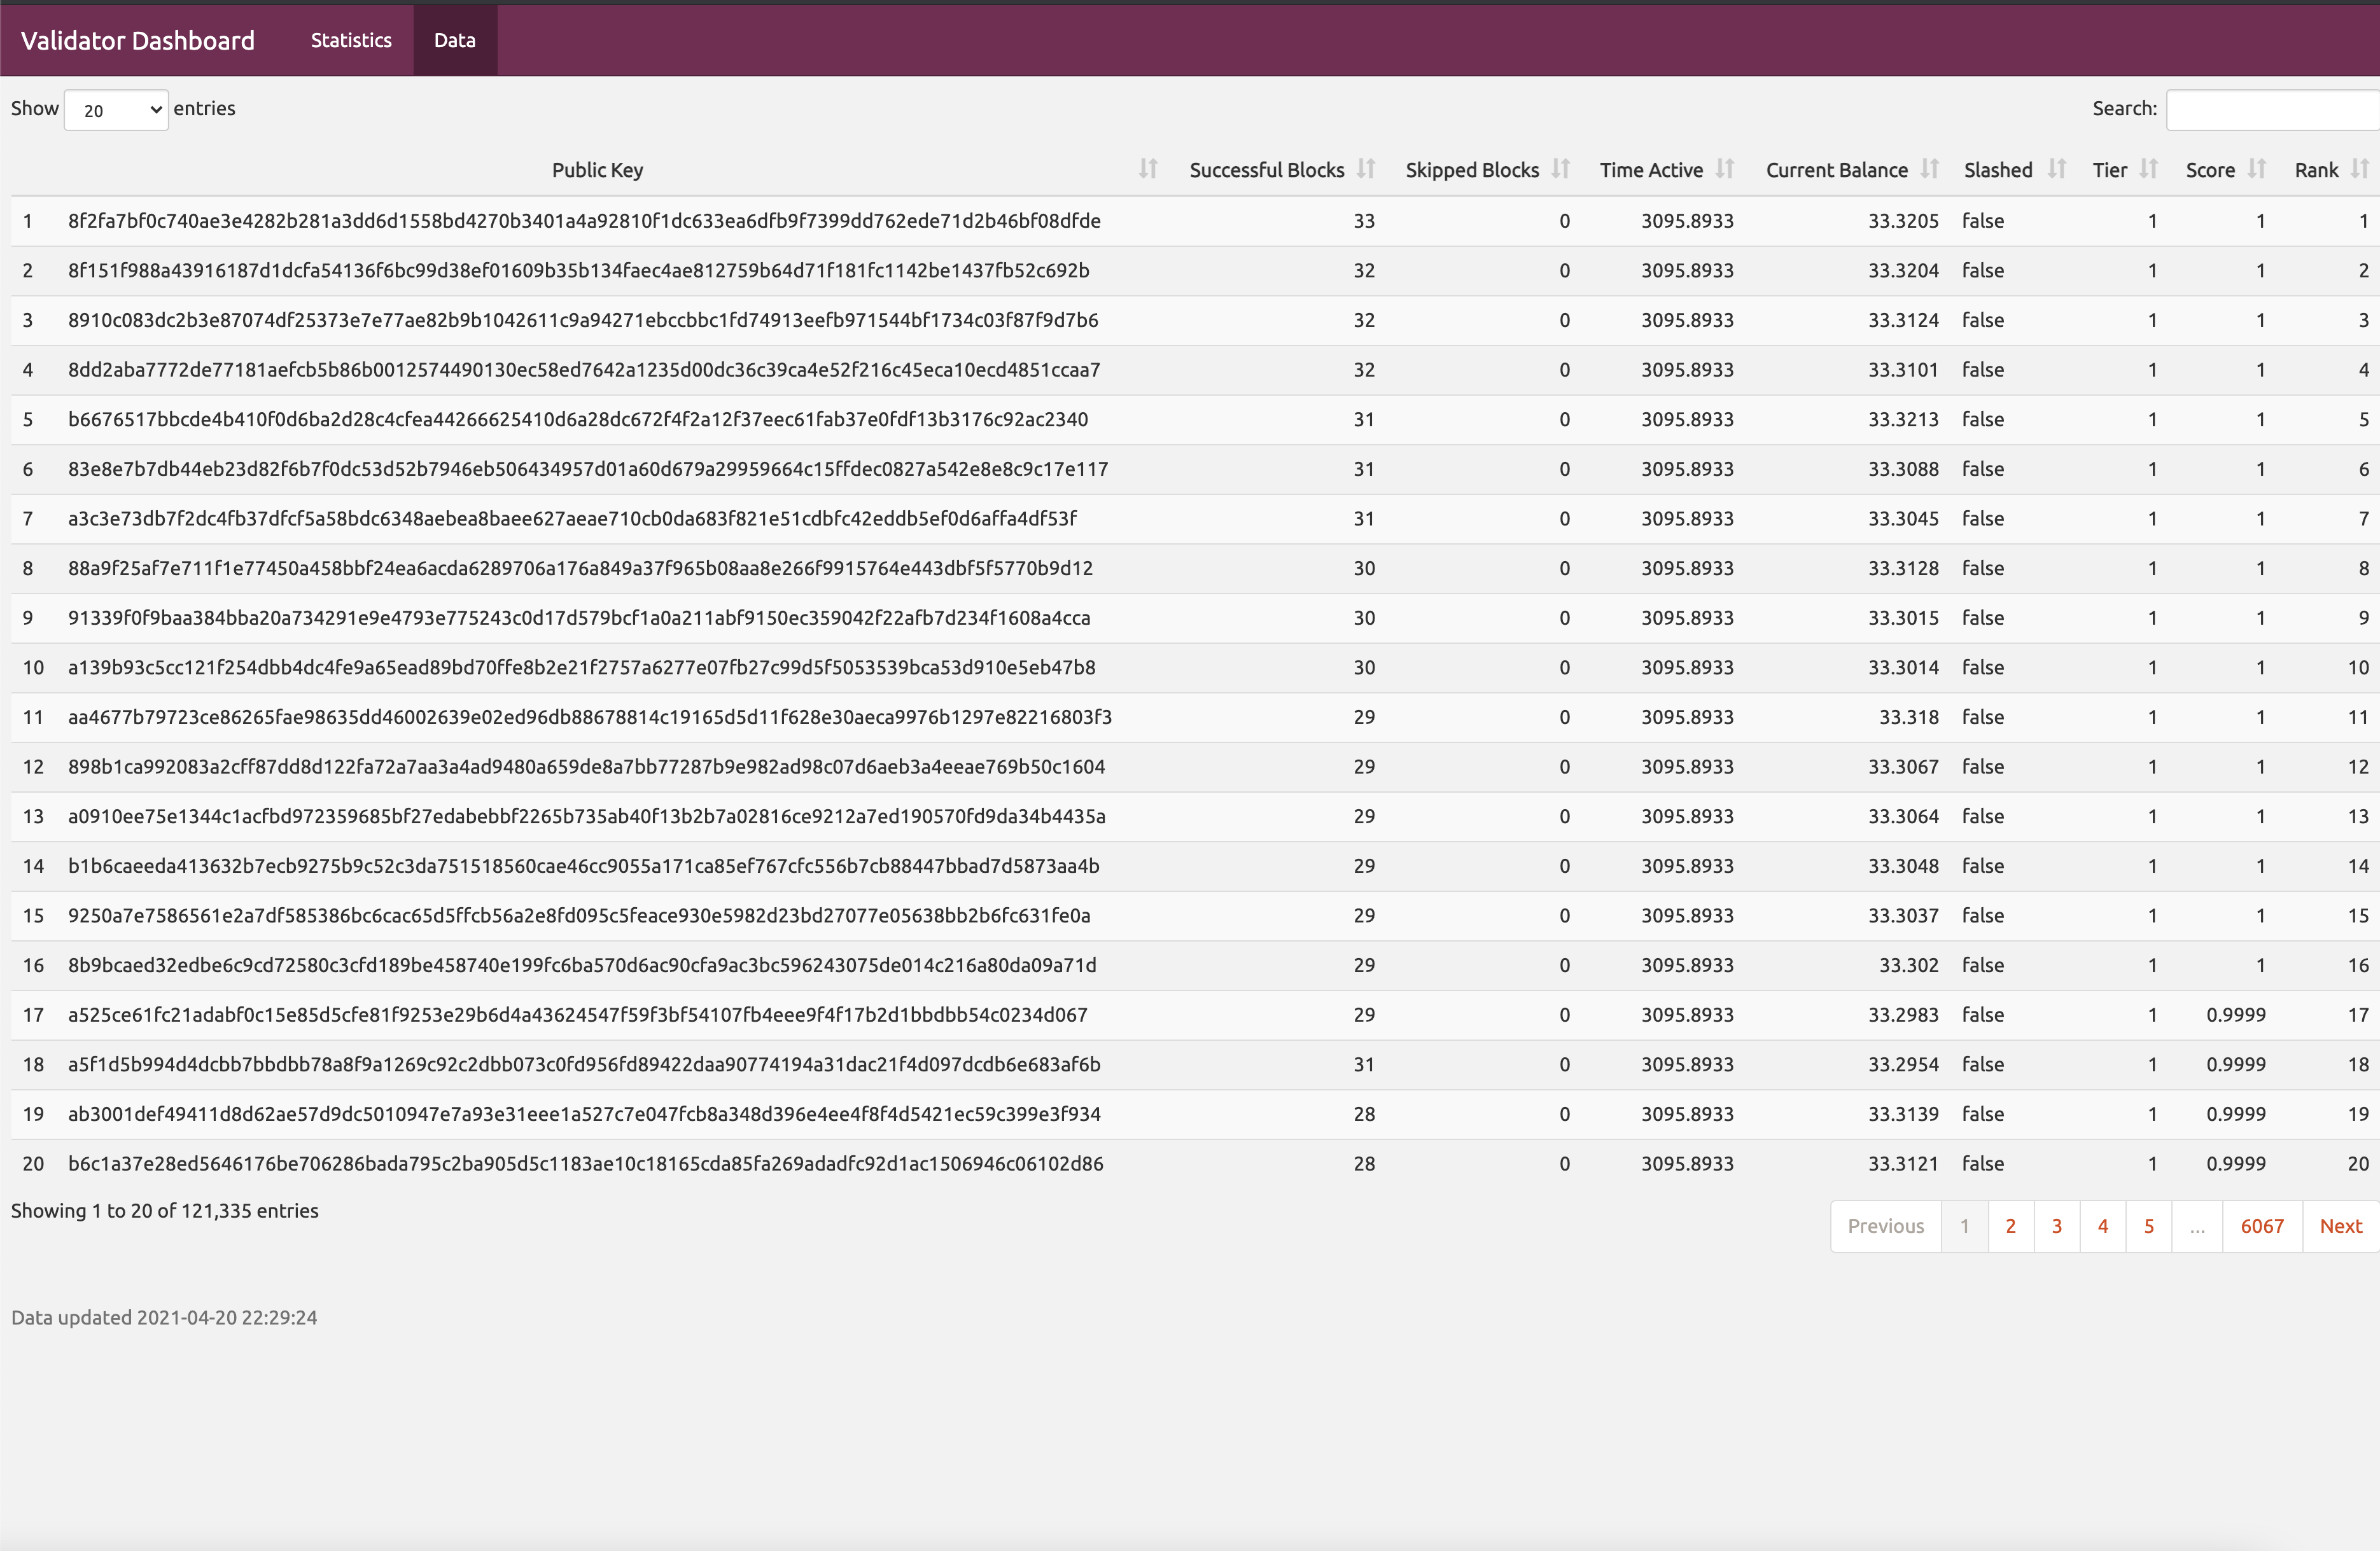 Validator Dashboard Statistics Data
Show 20 entries Search:
Public Key Successful Blocks Skipped Blocks Time Active Current Balance Slashed Tier Score Rank
1 8f2fa7bf0c740ae3e4282b281a3dd6d1558bd4270b3401a4a92810f1dc633ea6dfb9f7399dd762ede71d2b46bf08dfde 33 0 3095.8933 33.3205 false 1 1 1
2 8f151f988a43916187d1dcfa54136f6bc99d38ef01609b35b134faec4ae812759b64d71f181fc1142be1437fb52c692b 32 0 3095.8933 33.3204 false 1 1 2
3 8910c083dc2b3e87074df25373e7e77ae82b9b1042611c9a94271ebccbbc1fd74913eefb971544bf1734c03f87f9d7b6 32 0 3095.8933 33.3124 false 1 1 3
4 8dd2aba7772de77181aefcb5b86b0012574490130ec58ed7642a1235d00dc36c39ca4e52f216c45eca10ecd4851ccaa7 32 0 3095.8933 33.3101 false 1 1 4
5 b6676517bbcde4b410f0d6ba2d28c4cfea44266625410d6a28dc672f4f2a12f37eec61fab37e0fdf13b3176c92ac2340 31 0 3095.8933 33.3213 false 1 1 5
6 83e8e7b7db44eb23d82f6b7f0dc53d52b7946eb506434957d01a60d679a29959664c15ffdec0827a542e8e8c9c17e117 31 0 3095.8933 33.3088 false 1 1 6
7 a3c3e73db7f2dc4fb37dfcf5a58bdc6348aebea8baee627aeae710cb0da683f821e51cdbfc42eddb5ef0d6affa4df53f 31 0 3095.8933 33.3045 false 1 1 7
8 88a9f25af7e711f1e77450a458bbf24ea6acda6289706a176a849a37f965b08aa8e266f9915764e443dbf5f5770b9d12 30 0 3095.8933 33.3128 false 1 1 8
9 91339f0f9baa384bba20a734291e9e4793e775243c0d17d579bcf1a0a211abf9150ec359042f22afb7d234f1608a4cca 30 0 3095.8933 33.3015 false 1 1 9
10 a139b93c5cc121f254dbb4dc4fe9a65ead89bd70ffe8b2e21f2757a6277e07fb27c99d5f5053539bca53d910e5eb47b8 30 0 3095.8933 33.3014 false 1 1 10
11 aa4677b79723ce86265fae98635dd46002639e02ed96db88678814c19165d5d11f628e30aeca9976b1297e82216803f3 29 0 3095.8933 33.318 false 1 1 11
12 898b1ca992083a2cff87dd8d122fa72a7aa3a4ad9480a659de8a7bb77287b9e982ad98c07d6aeb3a4eeae769b50c1604 29 0 3095.8933 33.3067 false 1 1 12
13 a0910ee75e1344c1acfbd972359685bf27edabebbf2265b735ab40f13b2b7a02816ce9212a7ed190570fd9da34b4435a 29 0 3095.8933 33.3064 false 1 1 13
14 b1b6caeeda413632b7ecb9275b9c52c3da751518560cae46cc9055a171ca85ef767cfc556b7cb88447bbad7d5873aa4b 29 0 3095.8933 33.3048 false 1 1 14
15 9250a7e7586561e2a7df585386bc6cac65d5ffcb56a2e8fd095c5feace930e5982d23bd27077e05638bb2b6fc631fe0a 29 0 3095.8933 33.3037 false 1 1 15
16 8b9bcaed32edbe6c9cd72580c3cfd189be458740e199fc6ba570d6ac90cfa9ac3bc596243075de014c216a80da09a71d 29 0 3095.8933 33.302 false 1 1 16
17 a525ce61fc21adabf0c15e85d5cfe81f9253e29b6d4a43624547f59f3bf54107fb4eee9f4f17b2d1bbdbb54c0234d067 29 0 3095.8933 33.2983 false 1 0.9999 17
18 a5f1d5b994d4dcbb7bbdbb78a8f9a1269c92c2dbb073c0fd956fd89422daa90774194a31dac21f4d097dcdb6e683af6b 31 0 3095.8933 33.2954 false 1 0.9999 18
19 ab3001def49411d8d62ae57d9dc5010947e7a93e31eee1a527c7e047fcb8a348d396e4ee4f8f4d5421ec59c399e3f934 28 0 3095.8933 33.3139 false 1 0.9999 19
20 b6c1a37e28ed5646176be706286bada795c2ba905d5c1183ae10c18165cda85fa269adadfc92d1ac1506946c06102d86 28 0 3095.8933 33.3121 false 1 0.9999 20
Showing 1 to 20 of 121,335 entries
Previous 1 2 3 4 5 ... 6067 Next
Data updated 2021-04-20 22:29:24